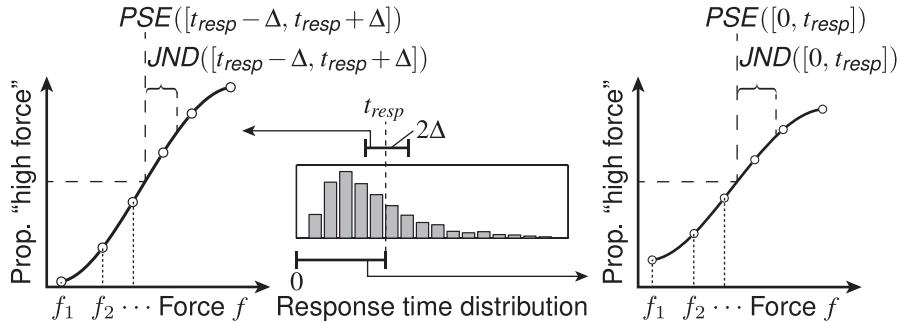 PSE([t_resp − Δ, t_resp + Δ])
JND([t_resp − Δ, t_resp + Δ])
Prop. “high force”
f₁ f₂ ··· Force f
t_resp
2Δ
0
Response time distribution
PSE([0, t_resp])
JND([0, t_resp])
Prop. “high force”
f₁ f₂ ··· Force f